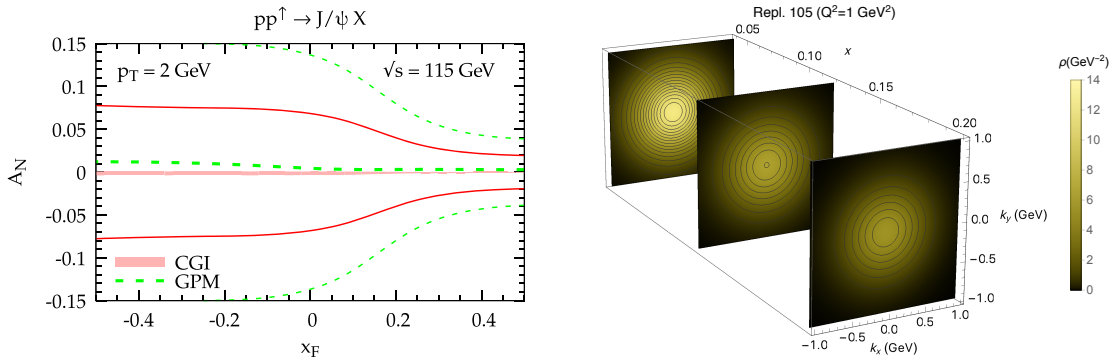 pp↑ → J/ψ X
0.15
0.1
0.05
0
-0.05
-0.1
-0.15
A_N
p_T = 2 GeV
√s = 115 GeV
CGI
GPM
-0.4
-0.2
0
0.2
0.4
x_F
Repl. 105 (Q²=1 GeV²)
0.05
x
0.10
0.15
0.20
1.0
0.5
0.0
-0.5
-1.0
k_y (GeV)
-1.0
-0.5
0.0
0.5
1.0
k_x (GeV)
ρ(GeV⁻²)
14
12
10
8
6
4
2
0